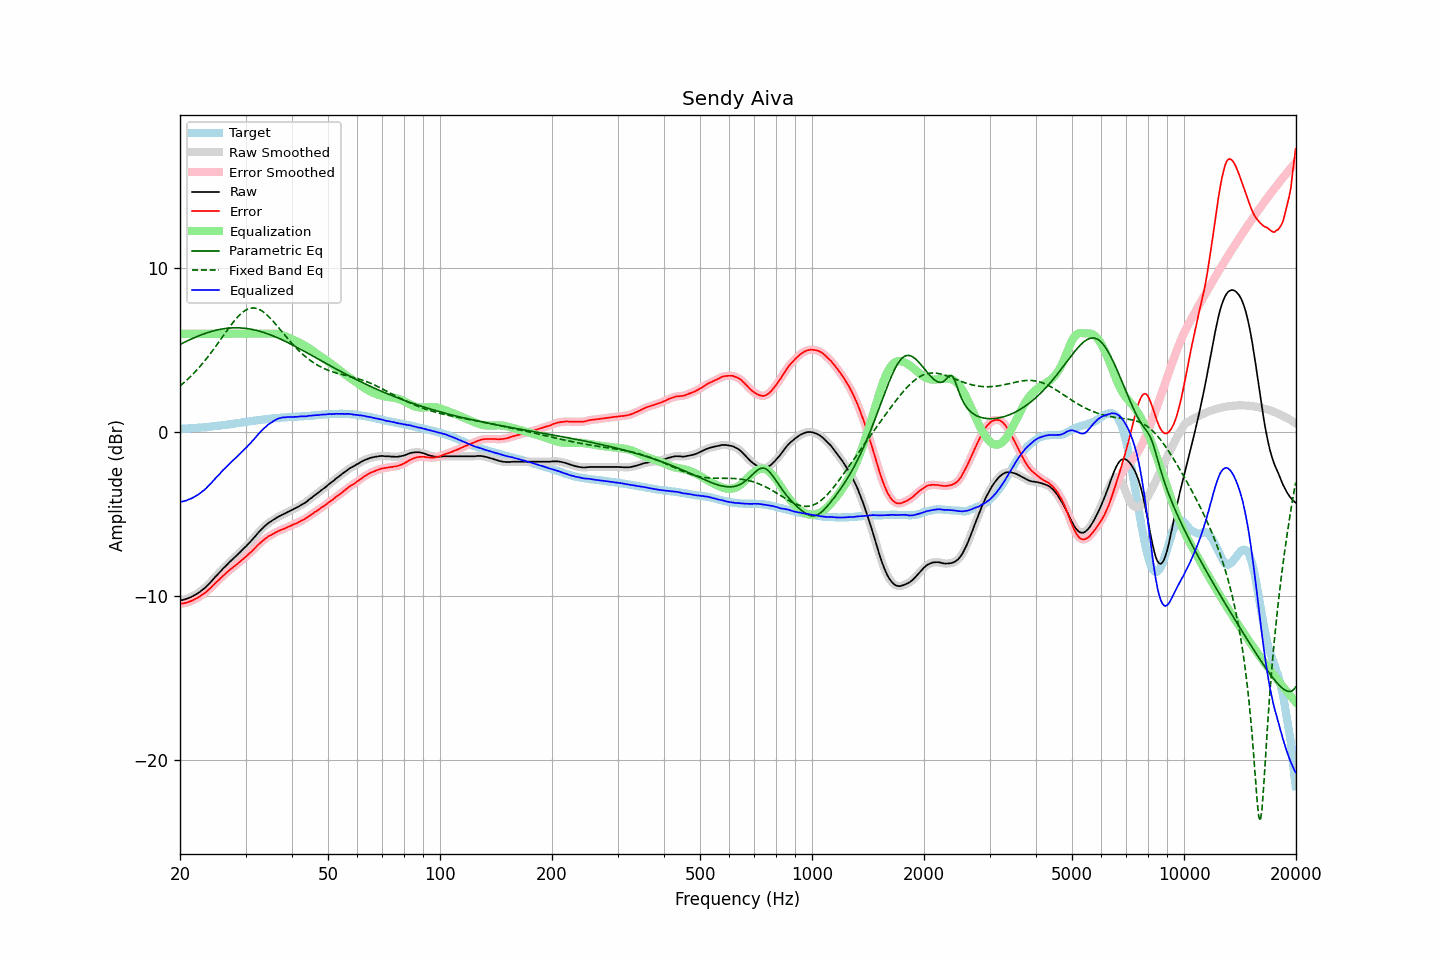 Sendy Aiva
Target
Raw Smoothed
Error Smoothed
Raw
Error
Equalization
Parametric Eq
Fixed Band Eq
Equalized
Amplitude (dBr)
10
0
−10
−20
20 50 100 200 500 1000 2000 5000 10000 20000
Frequency (Hz)